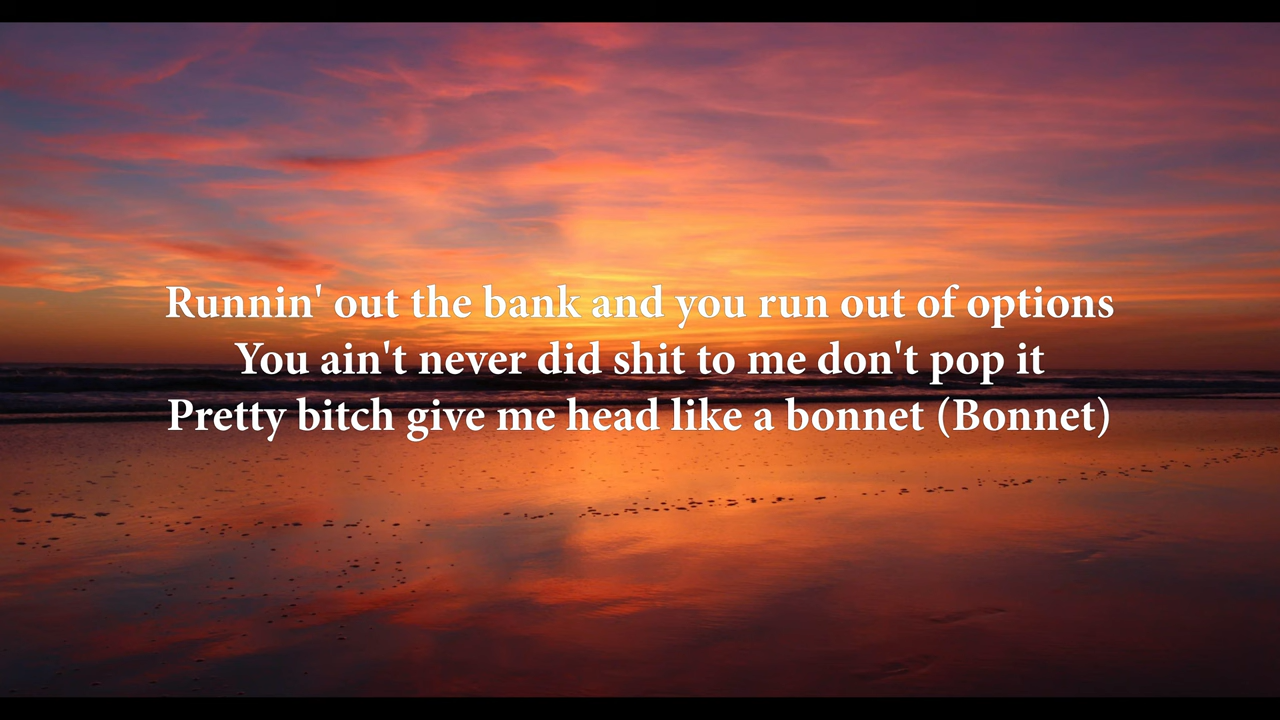 Runnin' out the bank and you run out of options
You ain't never did shit to me don't pop it
Pretty bitch give me head like a bonnet (Bonnet)